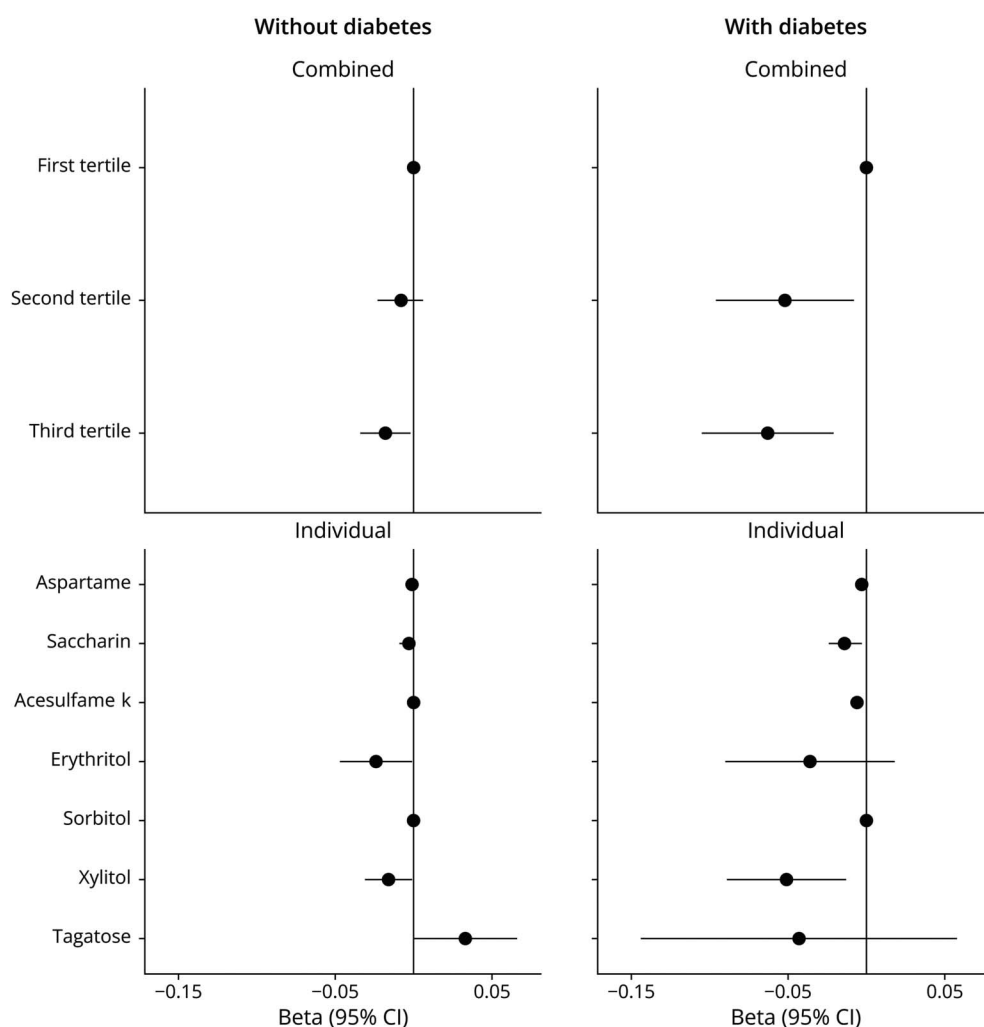 Without diabetes
With diabetes
Combined
Combined
First tertile
Second tertile
Third tertile
Individual
Individual
Aspartame
Saccharin
Acesulfame k
Erythritol
Sorbitol
Xylitol
Tagatose
−0.15 −0.05 0.05
−0.15 −0.05 0.05
Beta (95% CI)
Beta (95% CI)